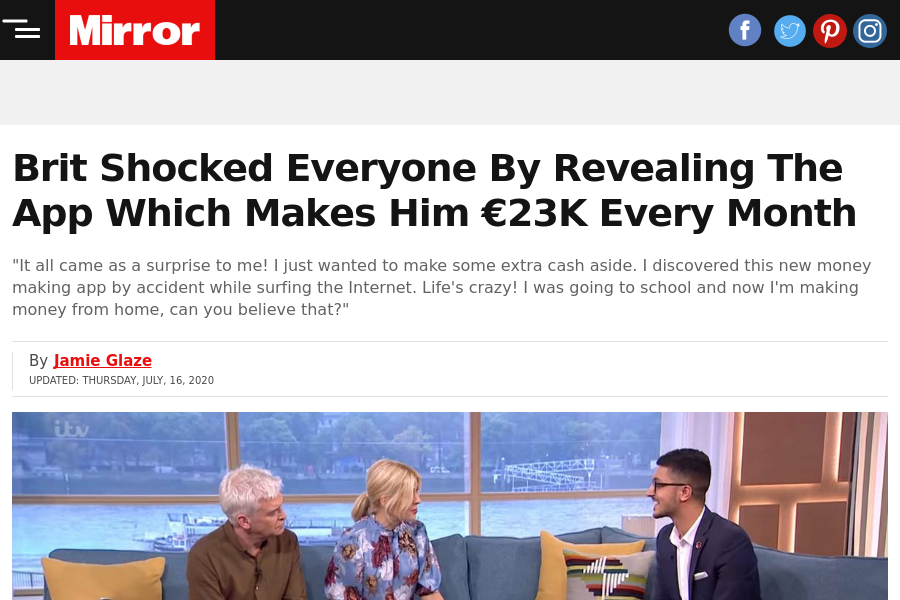 Mirror
Brit Shocked Everyone By Revealing The
App Which Makes Him €23K Every Month
"It all came as a surprise to me! I just wanted to make some extra cash aside. I discovered this new money
making app by accident while surfing the Internet. Life's crazy! I was going to school and now I'm making
money from home, can you believe that?"
By Jamie Glaze
UPDATED: THURSDAY, JULY, 16, 2020
itv